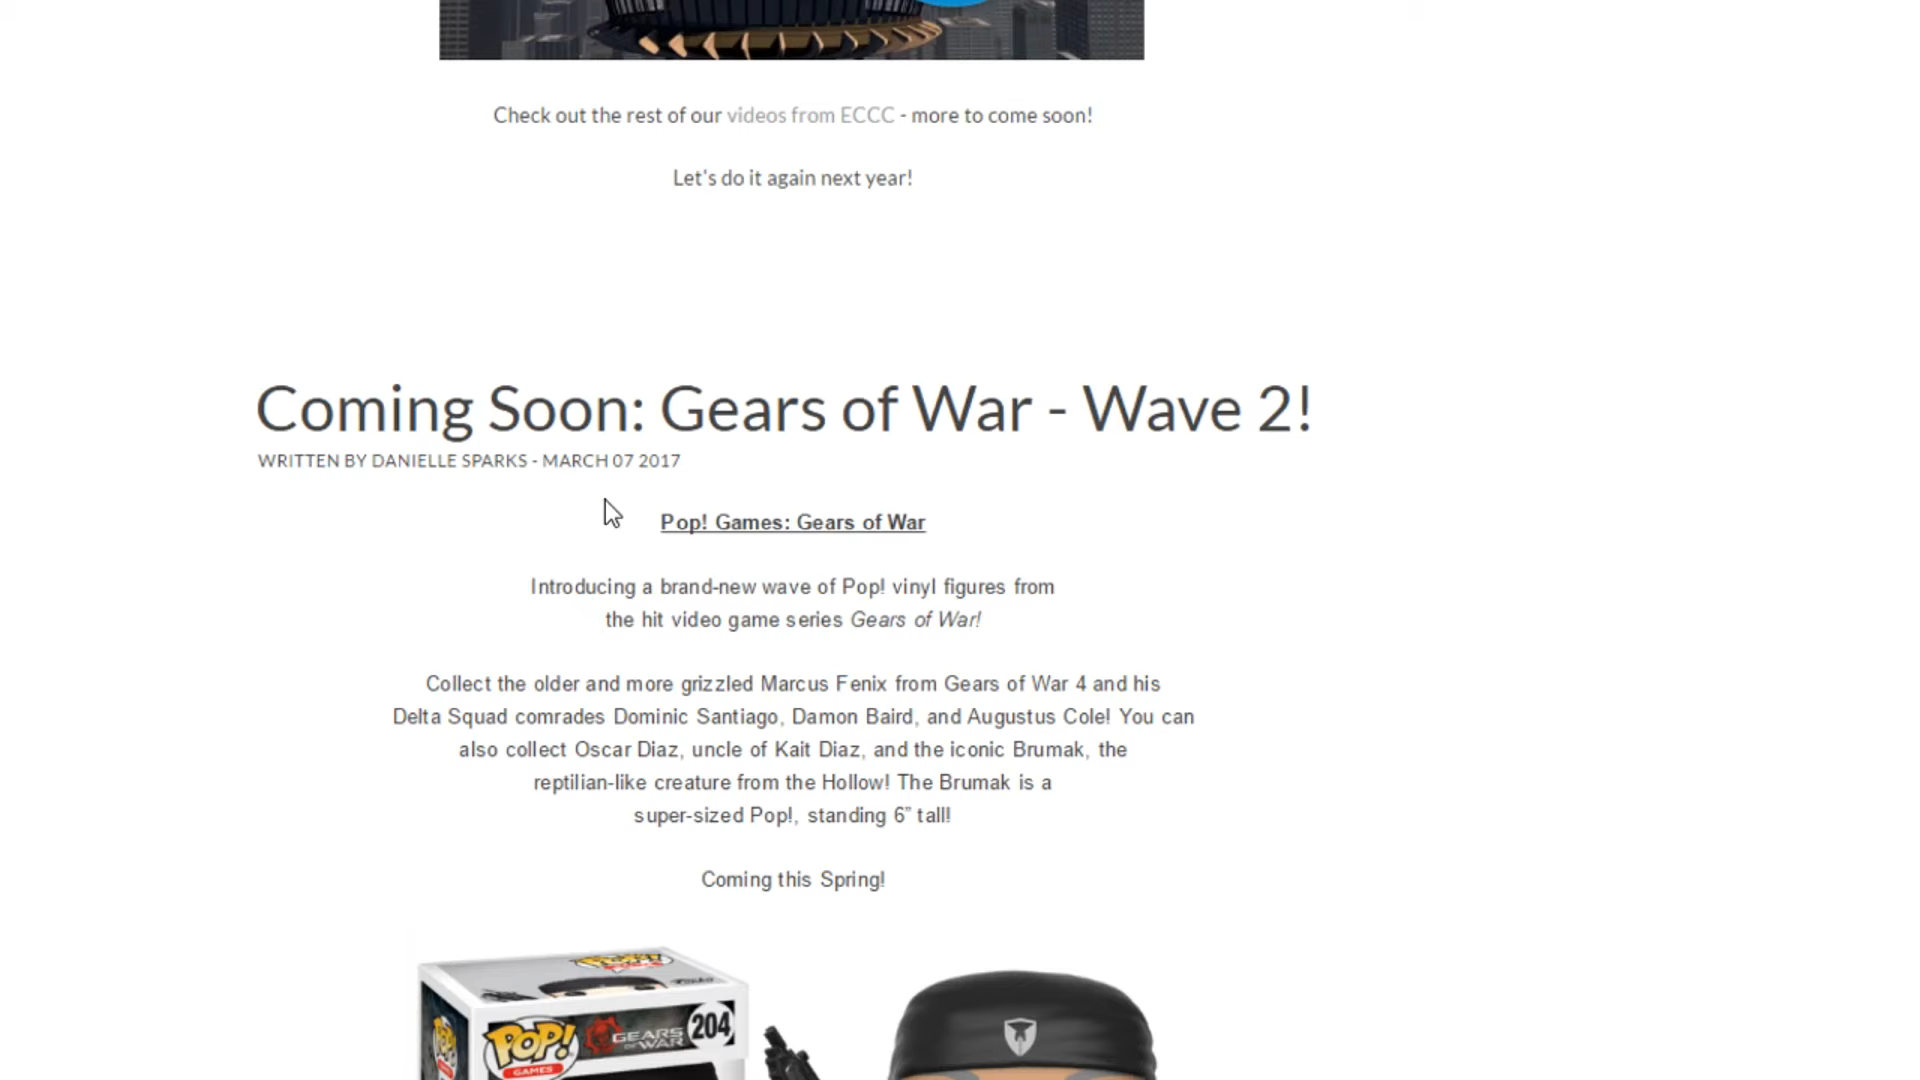 Check out the rest of our videos from ECCC - more to come soon!
Let's do it again next year!
Coming Soon: Gears of War - Wave 2!
WRITTEN BY DANIELLE SPARKS - MARCH 07 2017
Pop! Games: Gears of War
Introducing a brand-new wave of Pop! vinyl figures from
the hit video game series Gears of War!
Collect the older and more grizzled Marcus Fenix from Gears of War 4 and his
Delta Squad comrades Dominic Santiago, Damon Baird, and Augustus Cole! You can
also collect Oscar Diaz, uncle of Kait Diaz, and the iconic Brumak, the
reptilian-like creature from the Hollow! The Brumak is a
super-sized Pop!, standing 6” tall!
Coming this Spring!
POP!
GAMES
GEARS
OF WAR
204